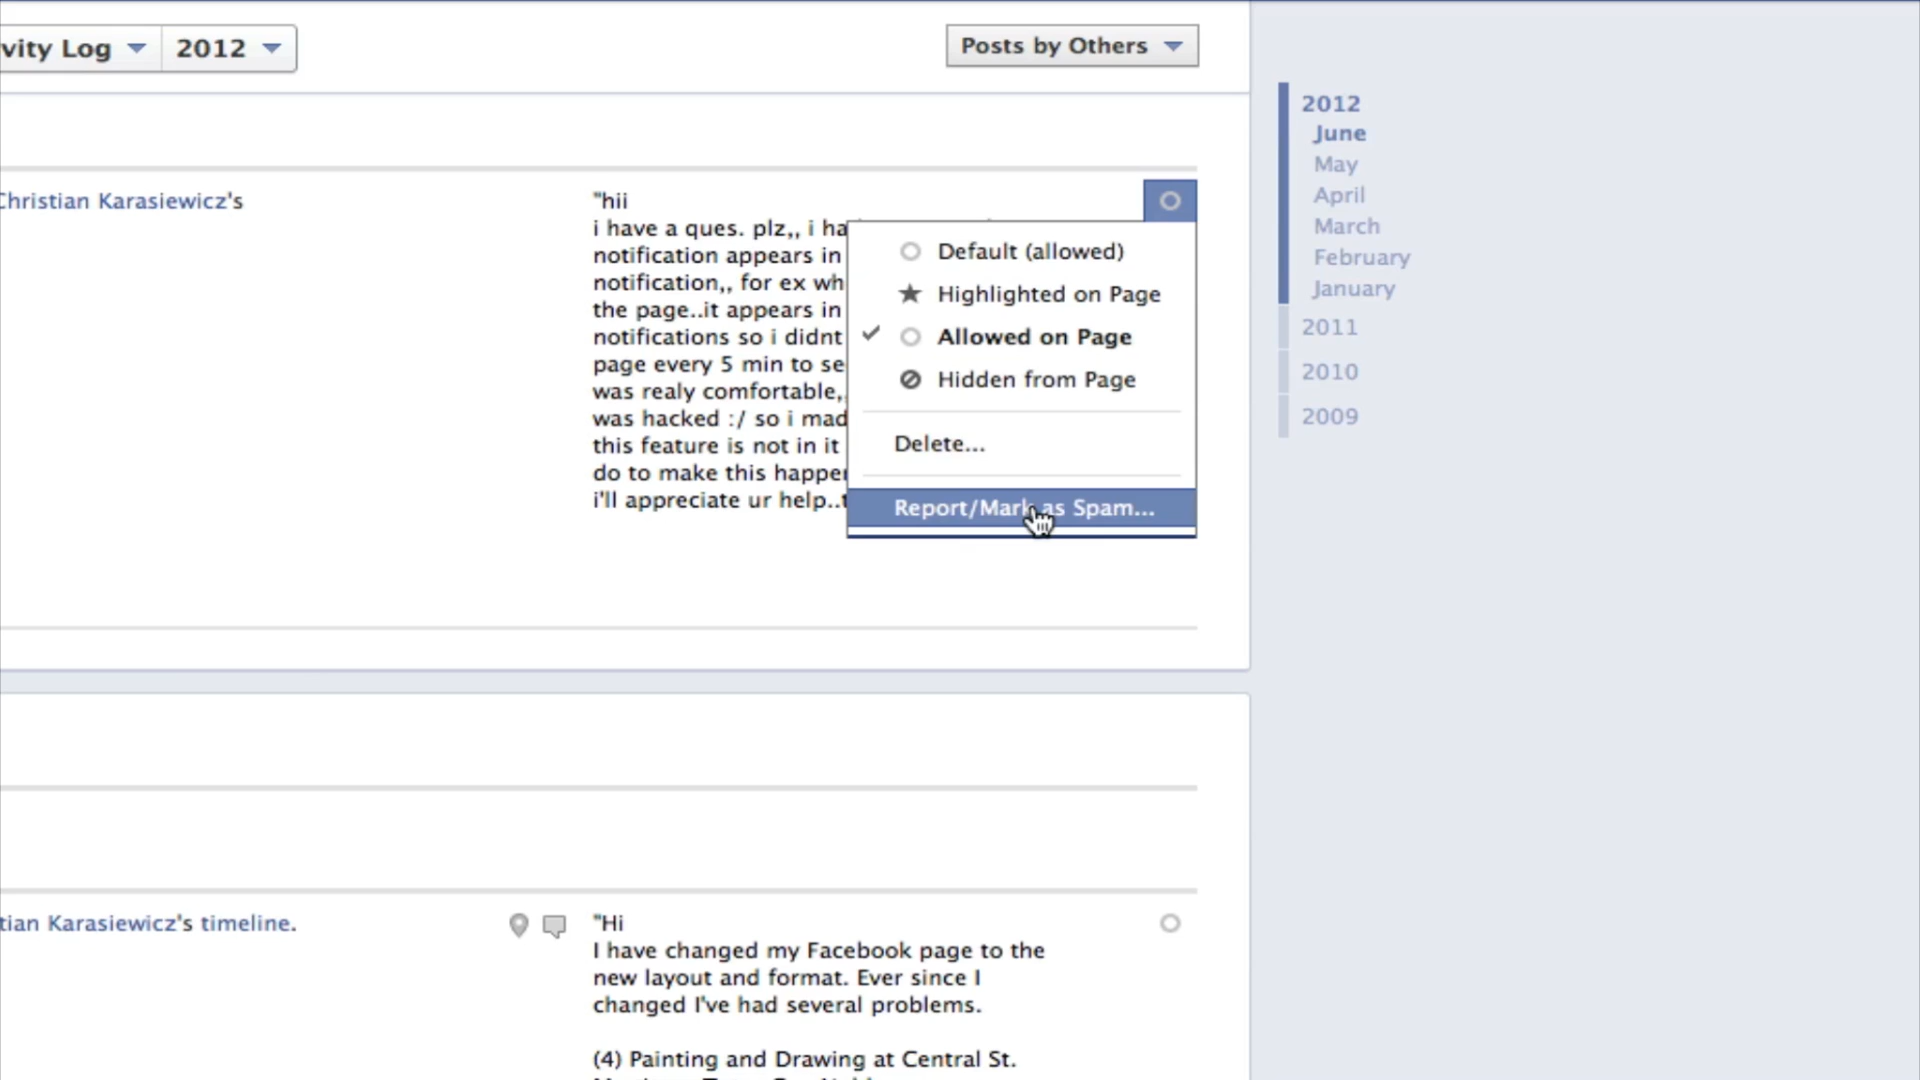 vity Log
2012
Posts by Others
2012
June
May
April
March
February
January
2011
2010
2009
Christian Karasiewicz's
"hii
i have a ques. plz,, i ha
notification appears in
notification,, for ex wh
the page..it appears in
notifications so i didnt
page every 5 min to se
was realy comfortable,
was hacked :/ so i mad
this feature is not in it
do to make this happen
i'll appreciate ur help..t
Default (allowed)
Highlighted on Page
Allowed on Page
Hidden from Page
Delete...
Report/Mark as Spam...
tian Karasiewicz's timeline.
"Hi
I have changed my Facebook page to the
new layout and format. Ever since I
changed I've had several problems.
(4) Painting and Drawing at Central St.